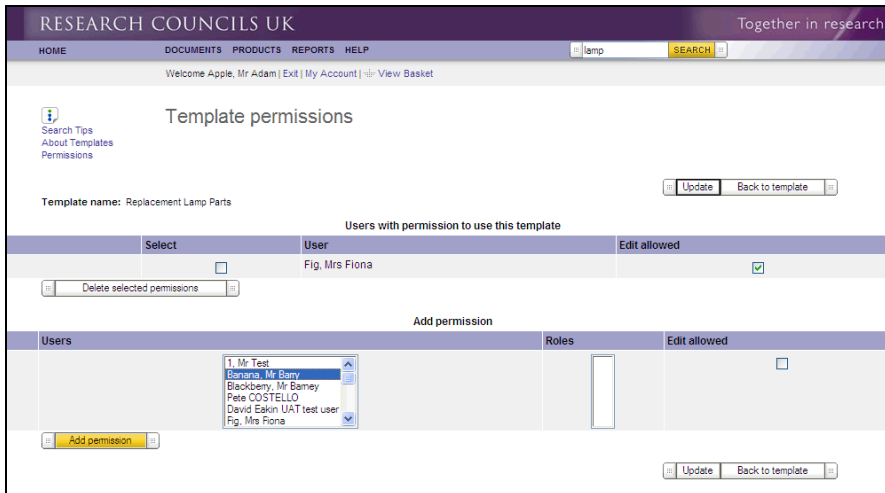 RESEARCH COUNCILS UK
Together in research
HOME DOCUMENTS PRODUCTS REPORTS HELP lamp SEARCH
Welcome Apple, Mr Adam | Exit | My Account | View Basket
Template permissions
Search Tips
About Templates
Permissions
Update Back to template
Template name: Replacement Lamp Parts
Users with permission to use this template
Select User Edit allowed
Fig, Mrs Fiona
Delete selected permissions
Add permission
Users Roles Edit allowed
1, Mr Test
Banana, Mr Barry
Blackberry, Mr Barney
Pete COSTELLO
David Eakin UAT test user
Fig, Mrs Fiona
Add permission
Update Back to template